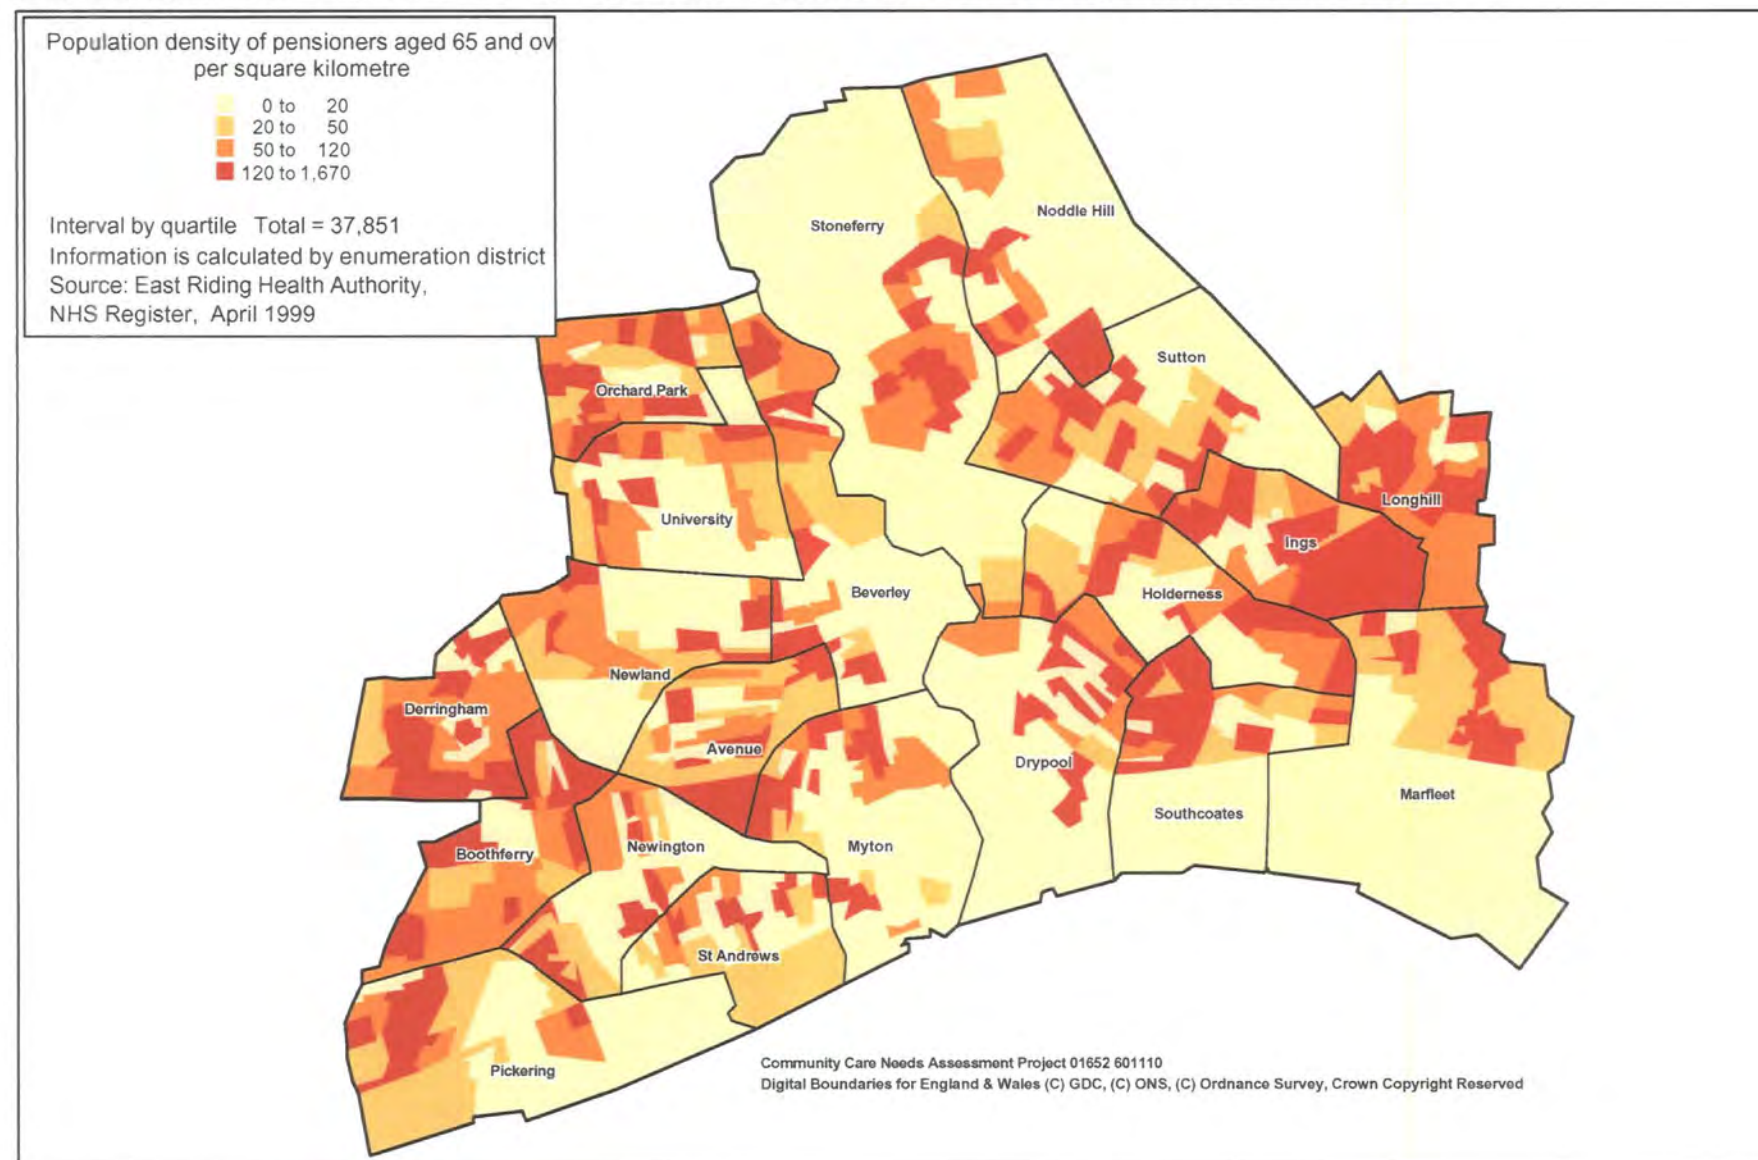 Population density of pensioners aged 65 and ov
per square kilometre
0 to 20
20 to 50
50 to 120
120 to 1,670
Interval by quartile Total = 37,851
Information is calculated by enumeration district
Source: East Riding Health Authority,
NHS Register, April 1999
Noddle Hill
Stoneferry
Sutton
Orchard Park
Longhill
University
Ings
Beverley
Holderness
Newland
Derringham
Avenue
Drypool
Marfleet
Southcoates
Boothferry
Newington
Myton
St Andrews
Pickering
Community Care Needs Assessment Project 01652 601110
Digital Boundaries for England & Wales (C) GDC, (C) ONS, (C) Ordnance Survey, Crown Copyright Reserved